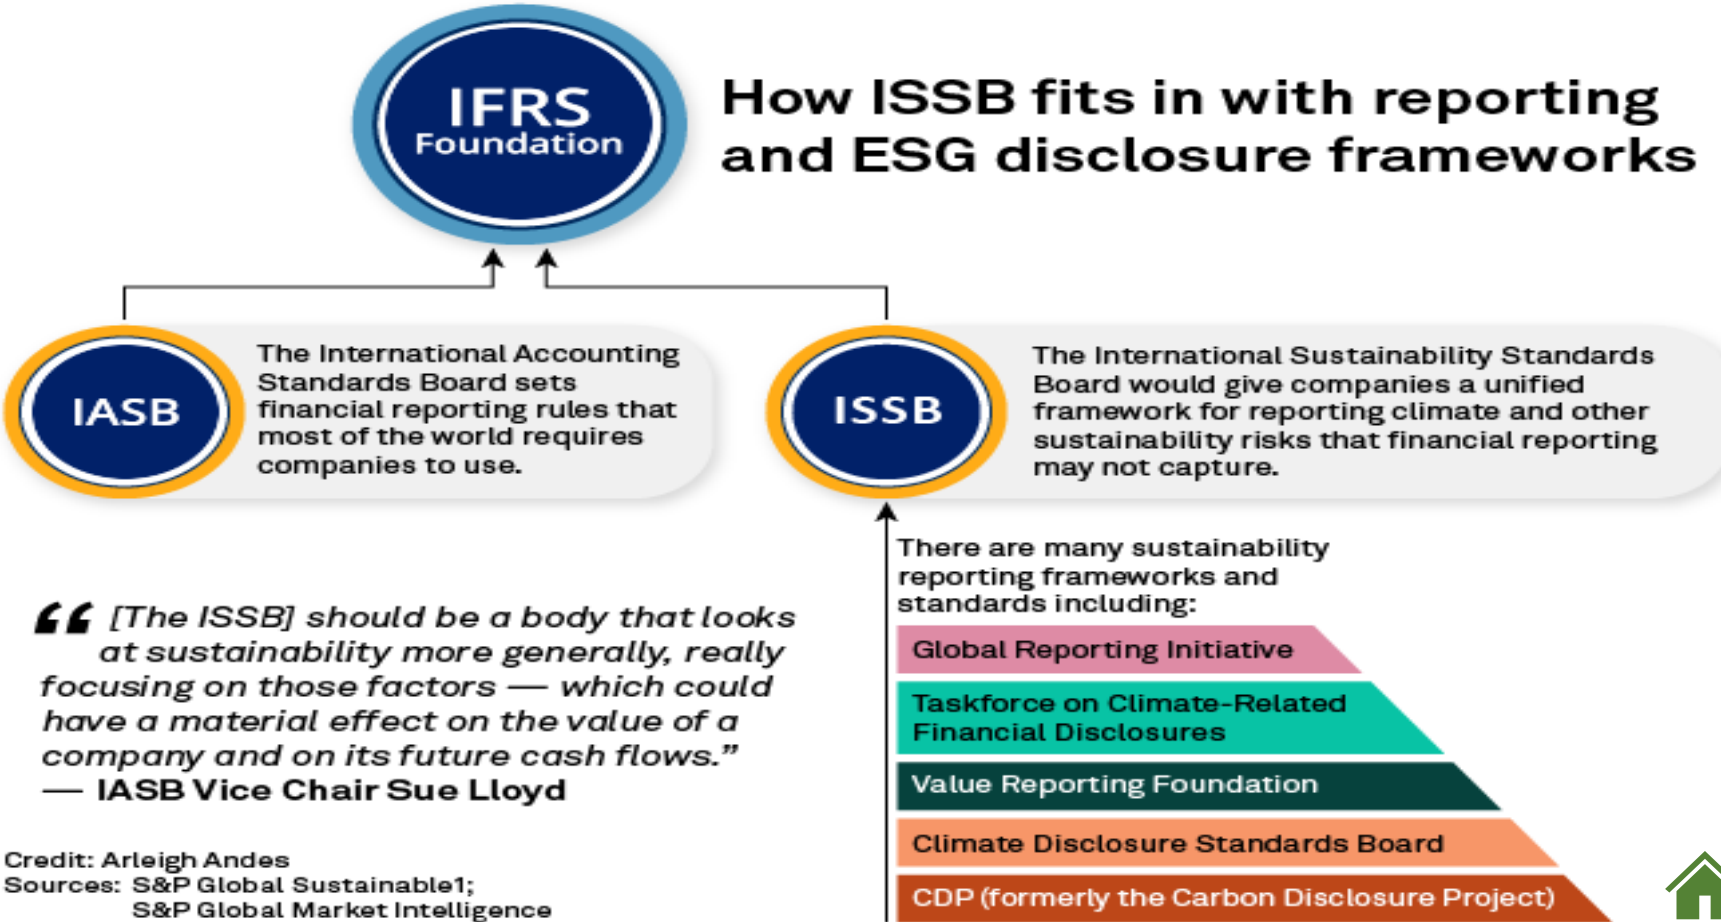 IFRS
Foundation
How ISSB fits in with reporting
and ESG disclosure frameworks
IASB
The International Accounting
Standards Board sets
financial reporting rules that
most of the world requires
companies to use.
ISSB
The International Sustainability Standards
Board would give companies a unified
framework for reporting climate and other
sustainability risks that financial reporting
may not capture.
“ [The ISSB] should be a body that looks
at sustainability more generally, really
focusing on those factors — which could
have a material effect on the value of a
company and on its future cash flows.”
— IASB Vice Chair Sue Lloyd
There are many sustainability
reporting frameworks and
standards including:
Global Reporting Initiative
Taskforce on Climate-Related
Financial Disclosures
Value Reporting Foundation
Climate Disclosure Standards Board
CDP (formerly the Carbon Disclosure Project)
Credit: Arleigh Andes
Sources: S&P Global Sustainable1;
S&P Global Market Intelligence